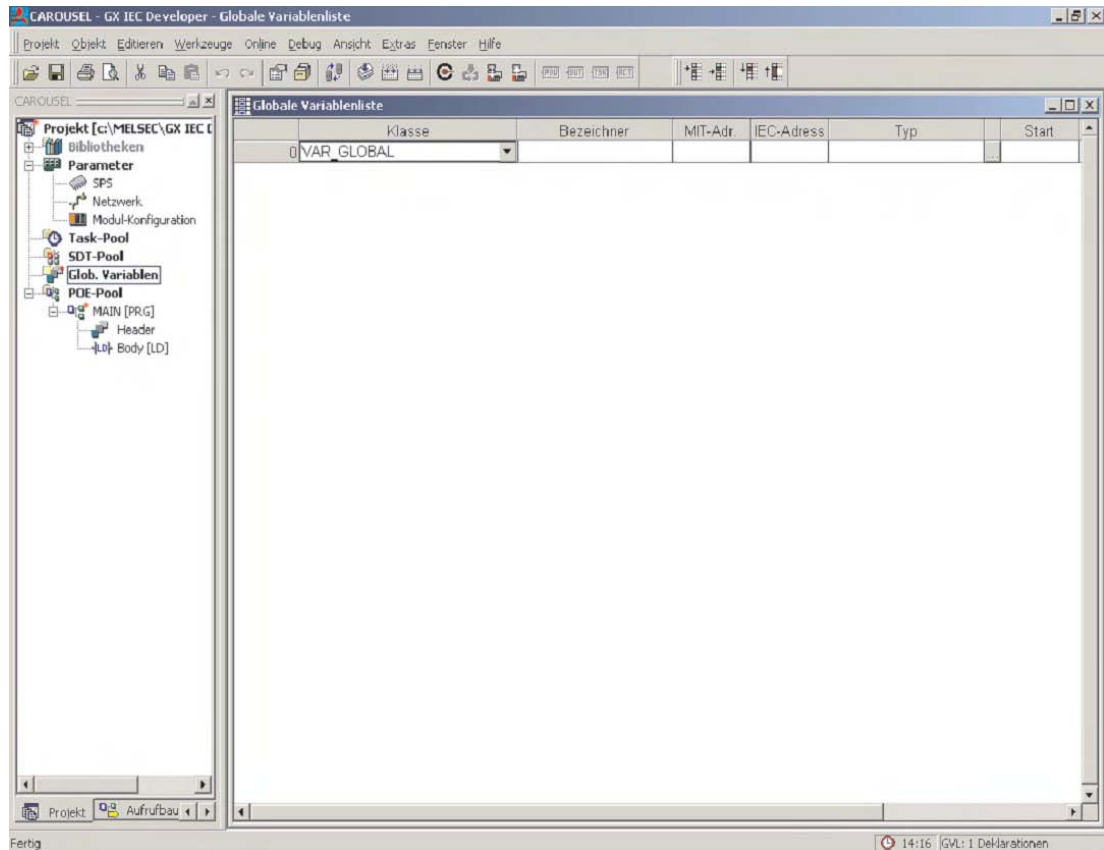 CAROUSEL - GX IEC Developer - Globale Variablenliste
Projekt Objekt Editieren Werkzeuge Online Debug Ansicht Extras Fenster Hilfe
CAROUSEL
Globale Variablenliste
Projekt [c:\MELSEC\GX IEC D
Bibliotheken
Parameter
SPS
Netzwerk
Modul-Konfiguration
Task-Pool
SDT-Pool
Glob. Variablen
POE-Pool
MAIN [PRG]
Header
LD Body [LD]
Klasse Bezeichner MIT-Adr. IEC-Adress Typ Start
0 VAR_GLOBAL ...
Projekt Aufrufbau
Fertig
14:16 GVL: 1 Deklarationen